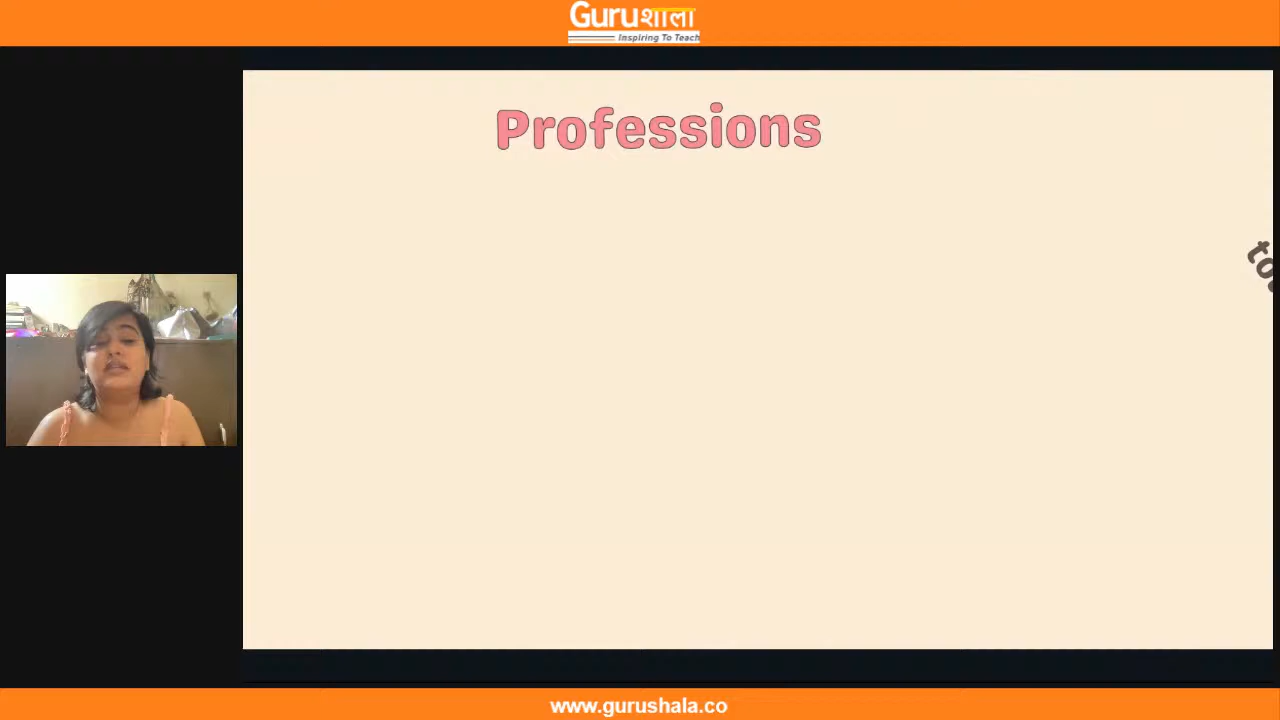 Guruशाला
Inspiring To Teach
Professions
www.gurushala.co